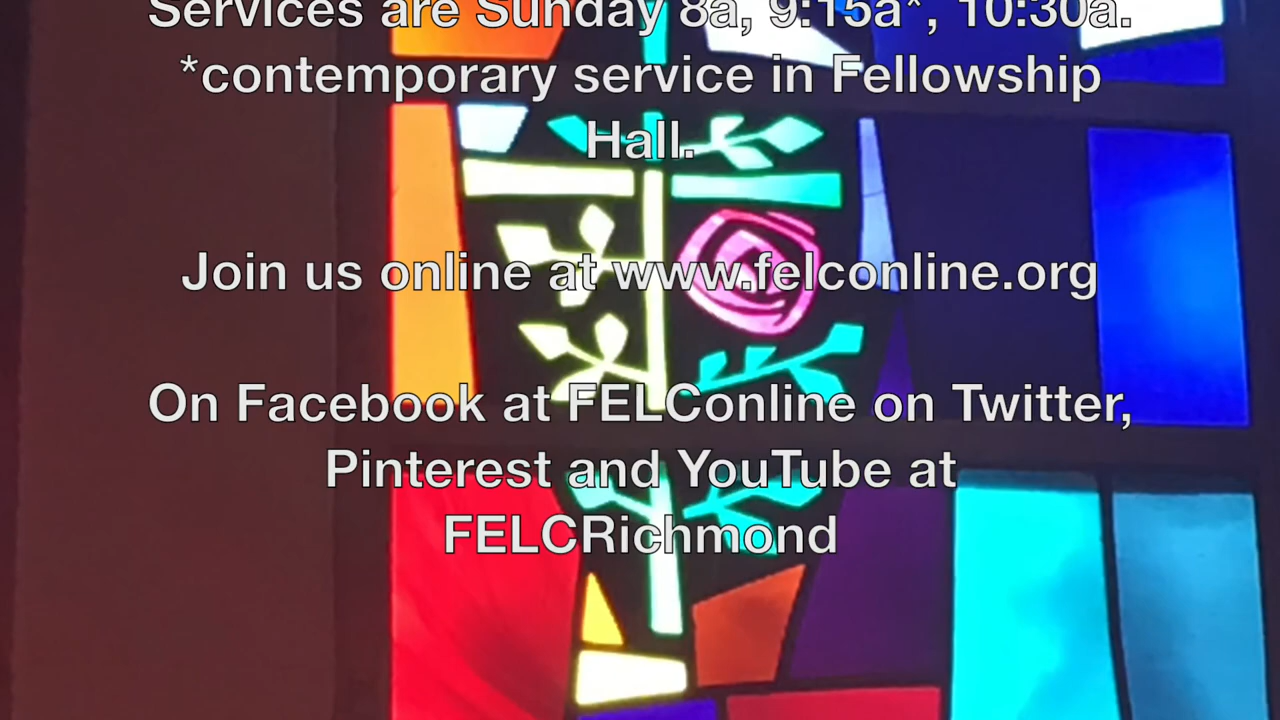 Services are Sunday 8a, 9:15a*, 10:30a.
*contemporary service in Fellowship
Hall.
Join us online at www.felconline.org
On Facebook at FELConline on Twitter,
Pinterest and YouTube at
FELCRichmond